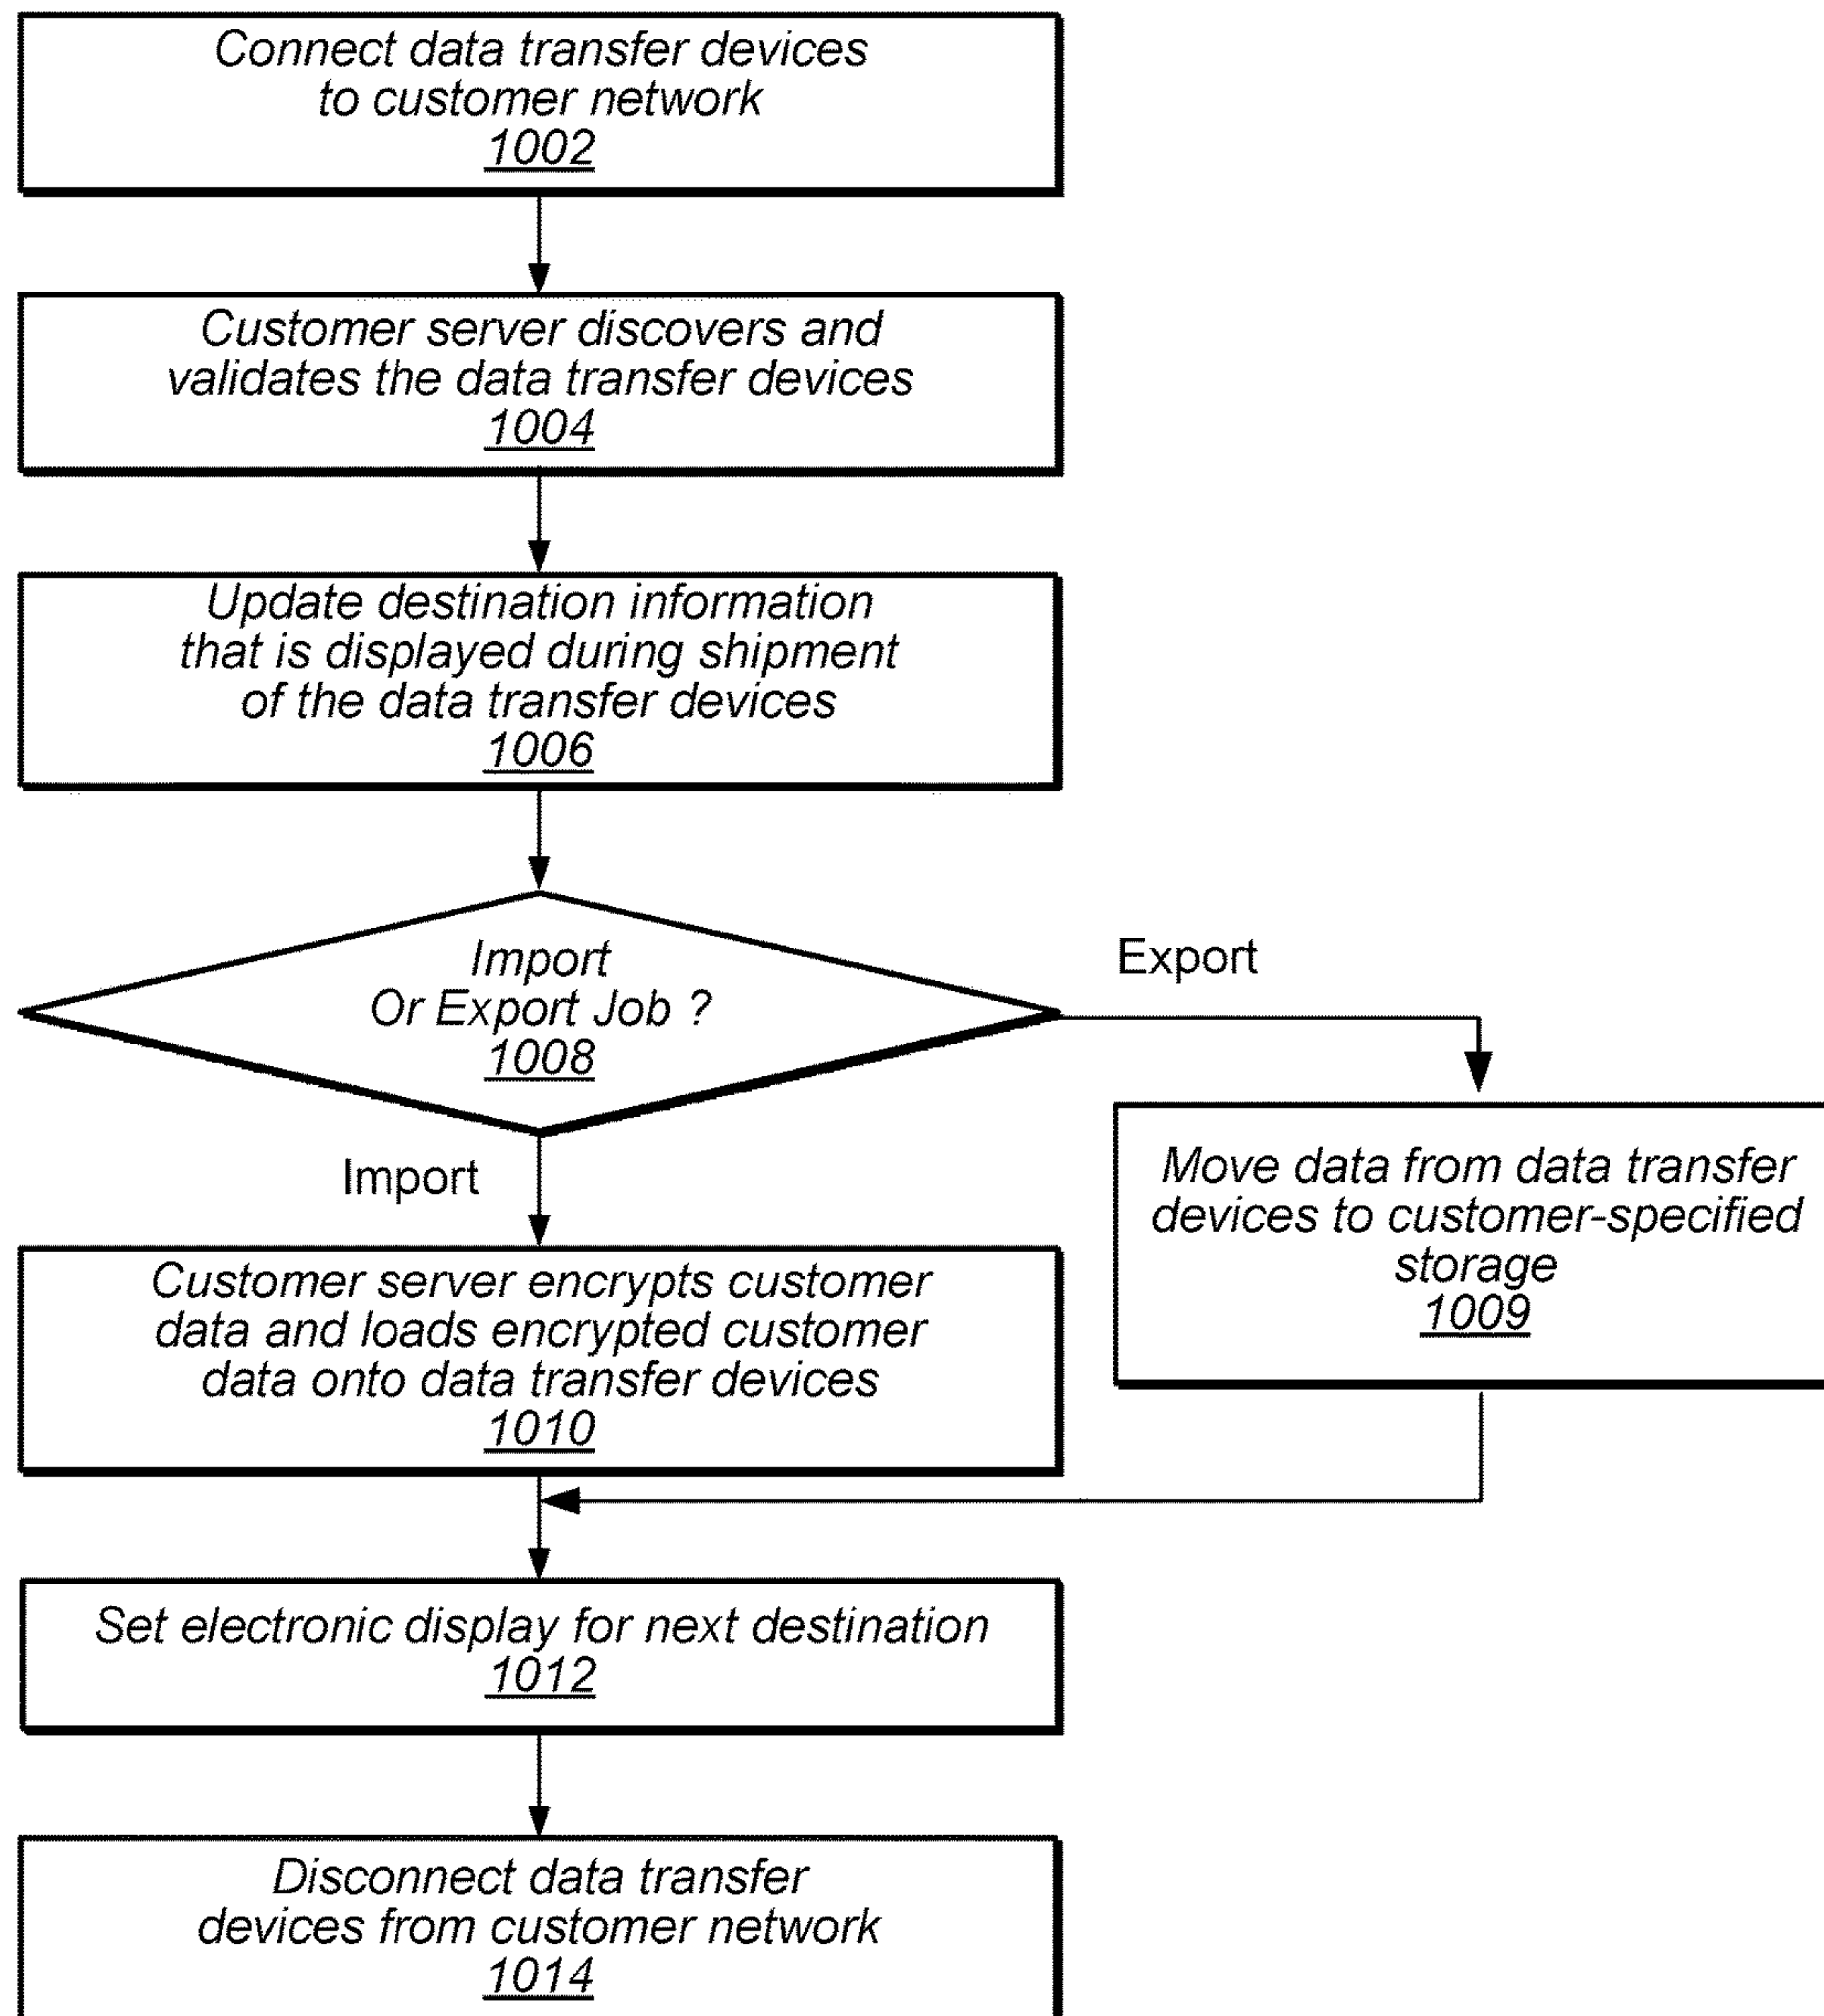 Connect data transfer devices
to customer network
1002
Customer server discovers and
validates the data transfer devices
1004
Update destination information
that is displayed during shipment
of the data transfer devices
1006
Import
Or Export Job ?
1008
Export
Import
Move data from data transfer
devices to customer-specified
storage
1009
Customer server encrypts customer
data and loads encrypted customer
data onto data transfer devices
1010
Set electronic display for next destination
1012
Disconnect data transfer
devices from customer network
1014